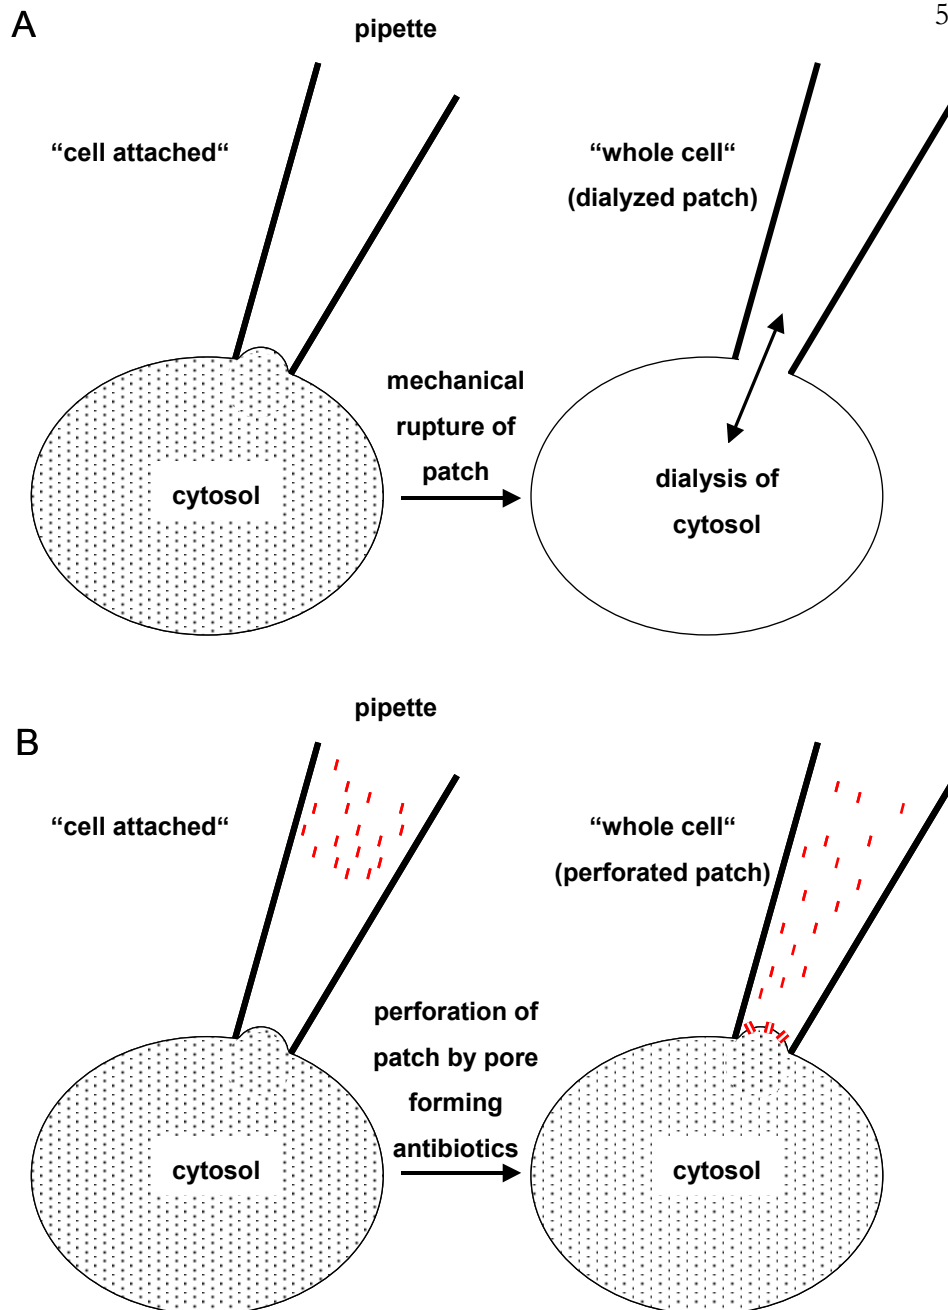 A
pipette
5
“cell attached“
“whole cell“
(dialyzed patch)
mechanical
rupture of
patch
cytosol
dialysis of
cytosol
B
pipette
“cell attached“
“whole cell“
(perforated patch)
perforation of
patch by pore
forming
antibiotics
cytosol
cytosol